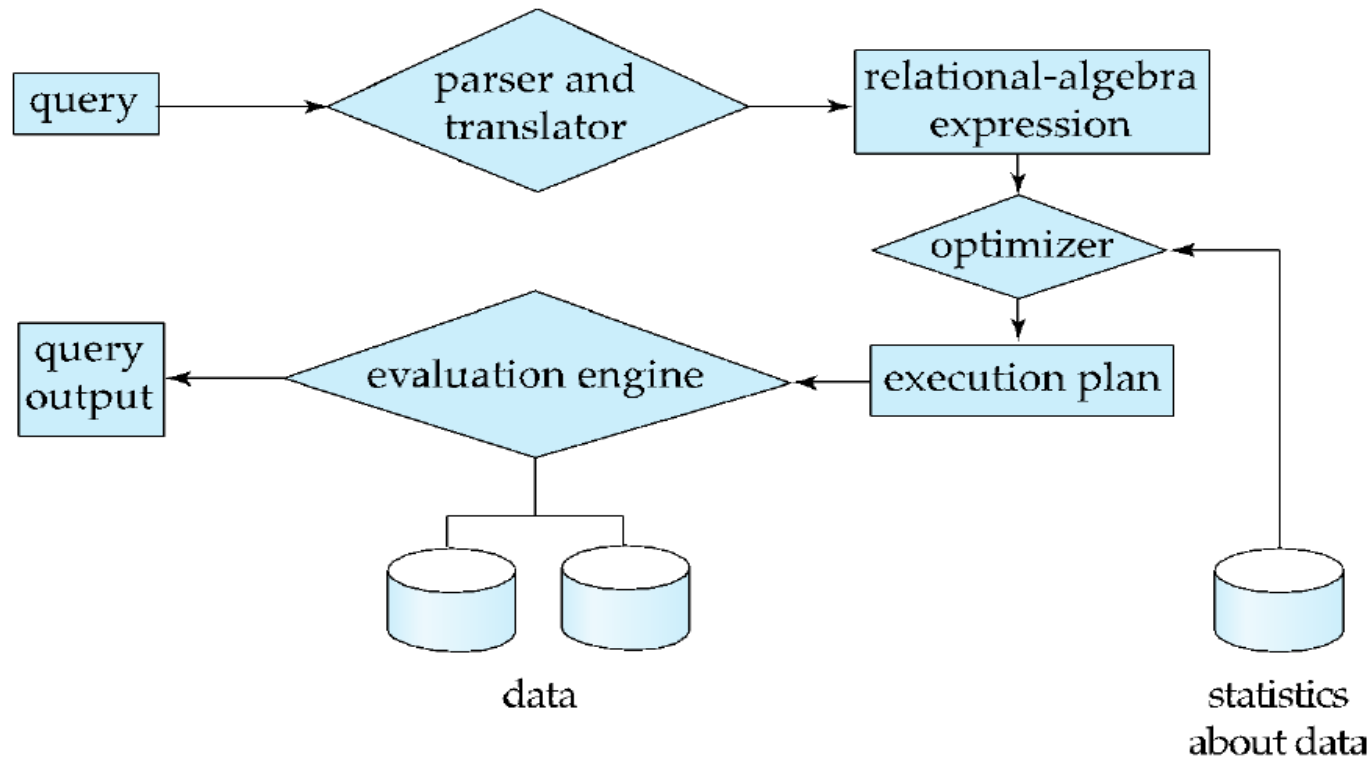 query
parser and
translator
relational-algebra
expression
optimizer
query
output
evaluation engine
execution plan
data
statistics
about data